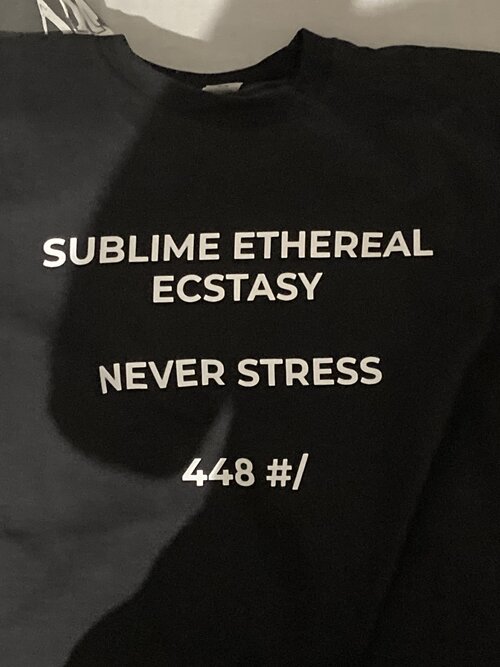 SUBLIME ETHEREAL
ECSTASY
NEVER STRESS
448 #/